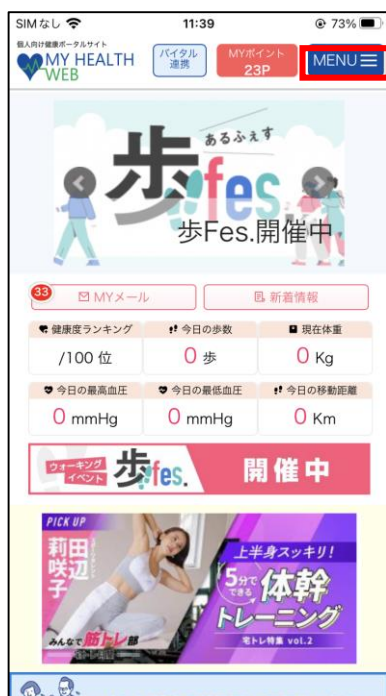 SIMなし 11:39 73%
個人向け健康ポータルサイト
MY HEALTH
WEB
バイタル
連携
MYポイント
23P
MENU
あるふぇす
歩fes.
歩Fes.開催中
33 MYメール
新着情報
健康度ランキング
/100 位
今日の歩数
0 歩
現在体重
0 Kg
今日の最高血圧
0 mmHg
今日の最低血圧
0 mmHg
今日の移動距離
0 Km
ウォーキング
イベント
歩fes.
開催中
PICK UP
田辺
莉咲子
みんなで筋トレ部
上半身スッキリ!
5分で
できる
体幹
トレーニング
宅トレ特集 vol.2